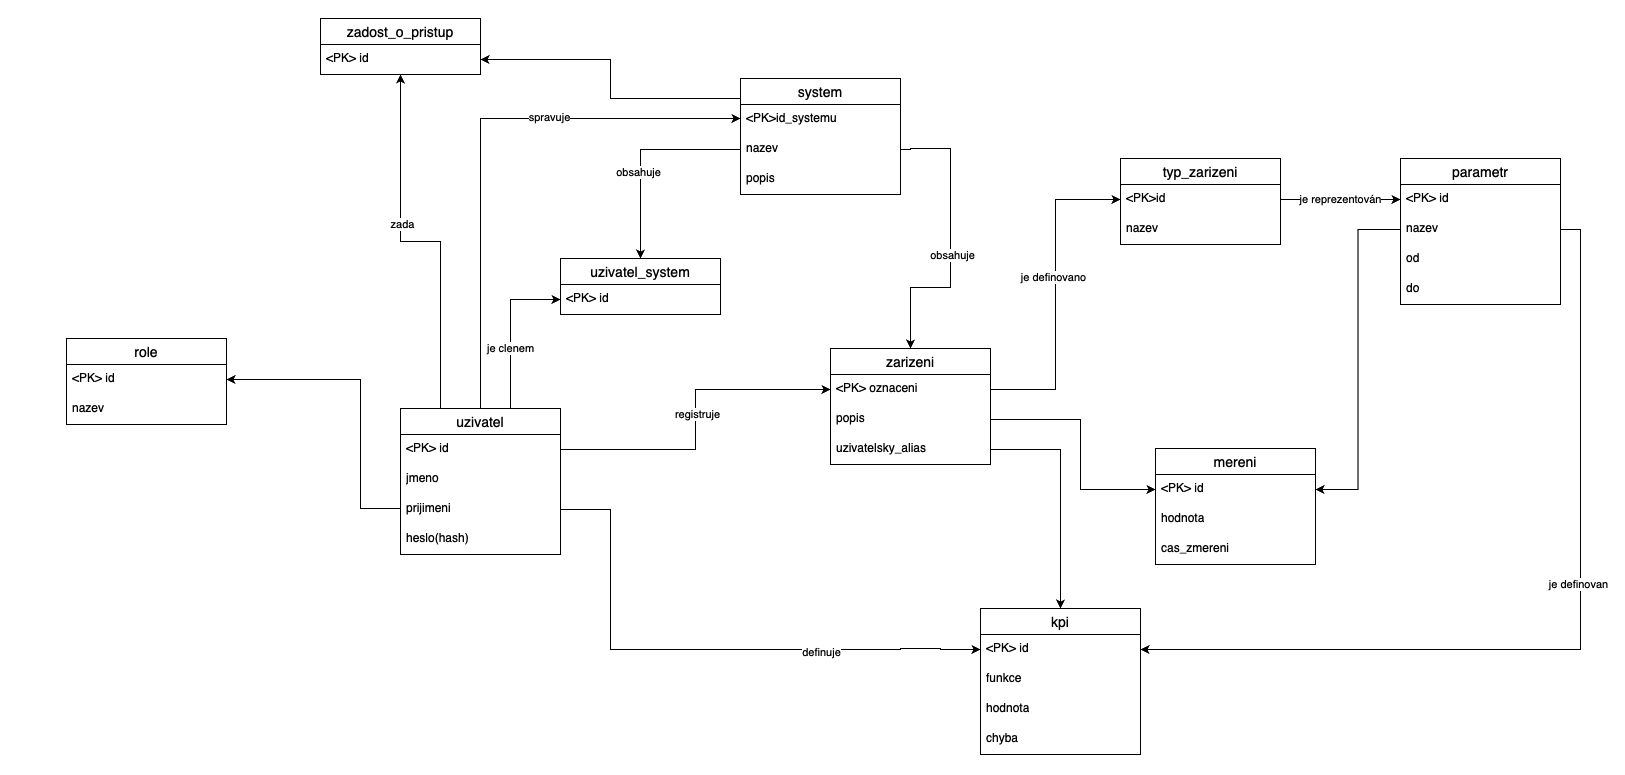 zadost_o_pristup
<PK> id
system
<PK>id_systemu
nazev
popis
spravuje
obsahuje
zada
obsahuje
typ_zarizeni
<PK>id
nazev
je reprezentován
parametr
<PK> id
nazev
od
do
uzivatel_system
<PK> id
je definovano
je clenem
role
<PK> id
nazev
zarizeni
<PK> oznaceni
popis
uzivatelsky_alias
registruje
uzivatel
<PK> id
jmeno
prijimeni
heslo(hash)
mereni
<PK> id
hodnota
cas_zmereni
je definovan
definuje
kpi
<PK> id
funkce
hodnota
chyba